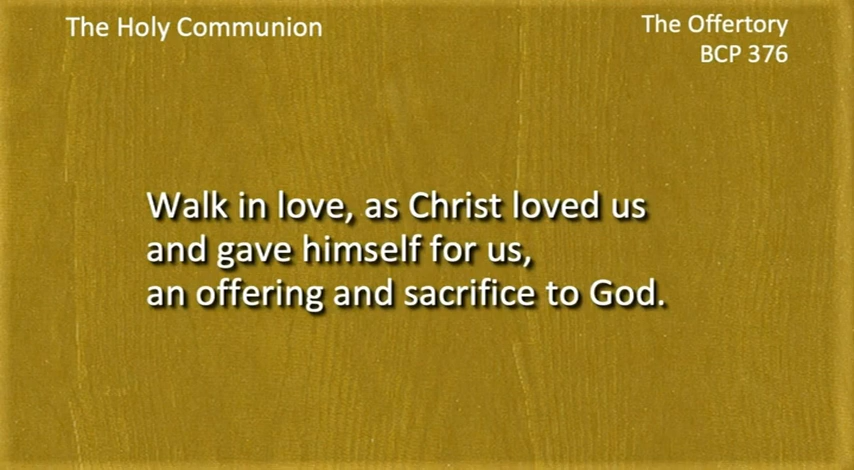 The Holy Communion
The Offertory
BCP 376
Walk in love, as Christ loved us
and gave himself for us,
an offering and sacrifice to God.